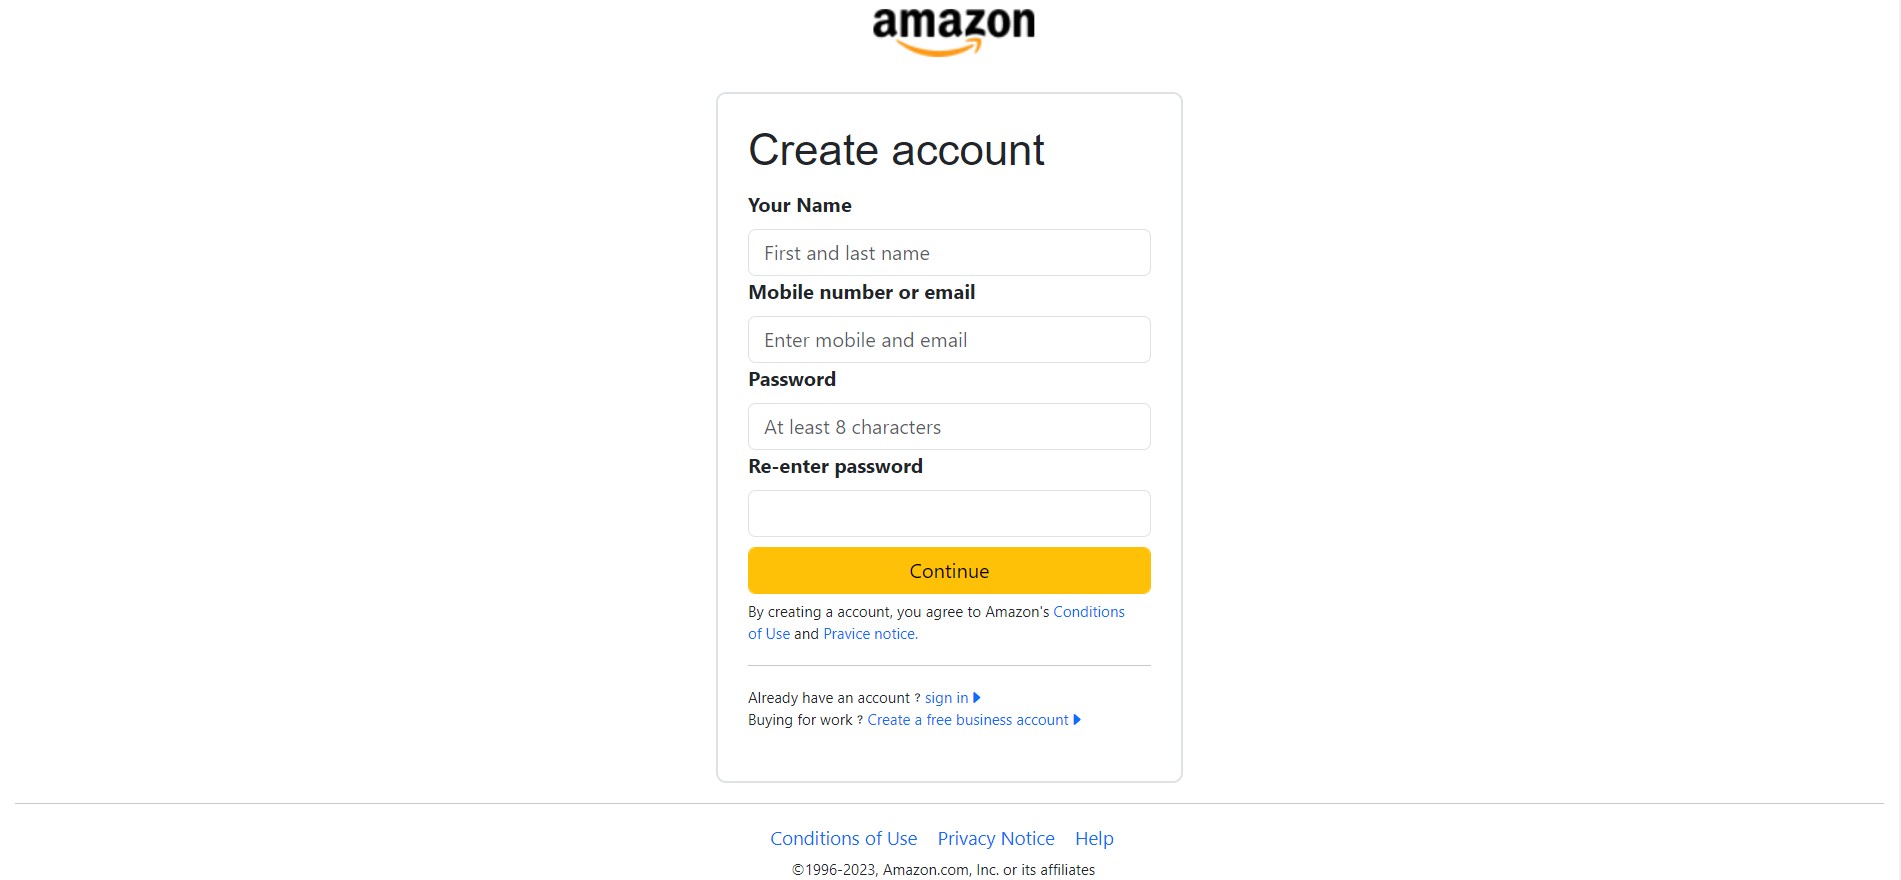 amazon
Create account
Your Name
First and last name
Mobile number or email
Enter mobile and email
Password
At least 8 characters
Re-enter password
Continue
By creating a account, you agree to Amazon's Conditions
of Use and Pravice notice.
Already have an account ? sign in
Buying for work ? Create a free business account
Conditions of Use Privacy Notice Help
©1996-2023, Amazon.com, Inc. or its affiliates